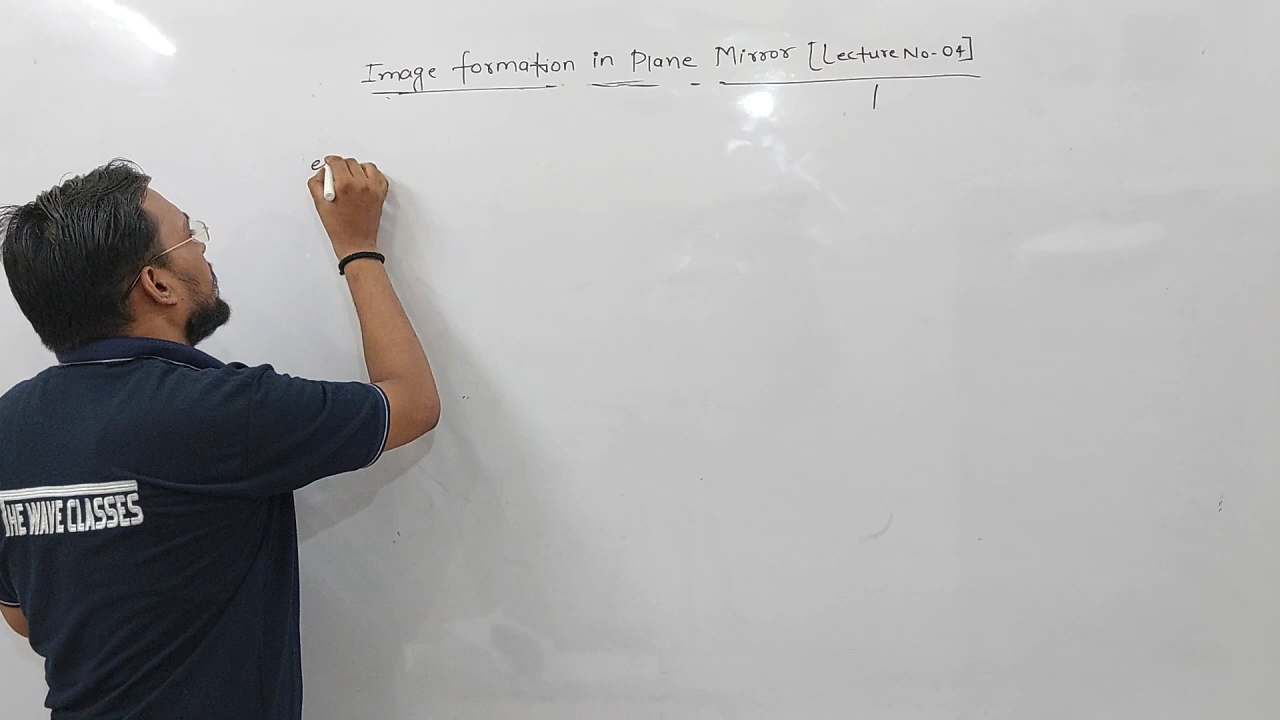 Image formation in Plane Mirror [Lecture No-04]
e
THE WAVE CLASSES